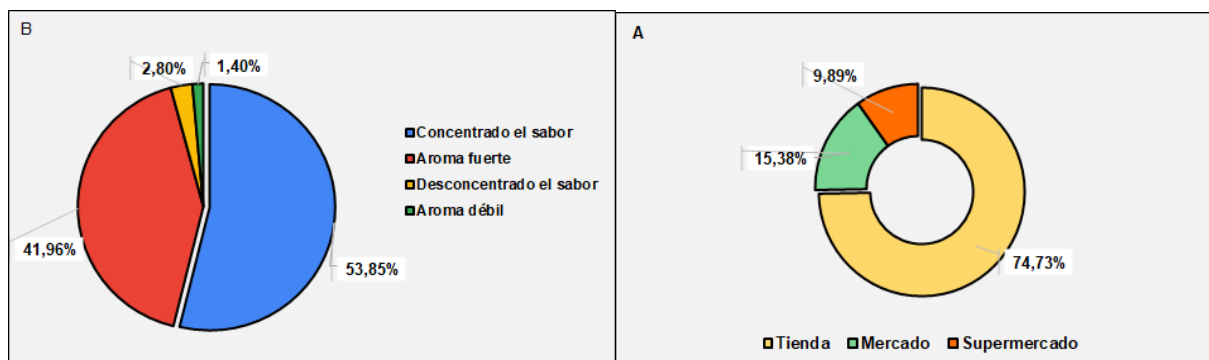 B
2,80%
1,40%
41,96%
53,85%
Concentrado el sabor
Aroma fuerte
Desconcentrado el sabor
Aroma débil
A
9,89%
15,38%
74,73%
Tienda Mercado Supermercado